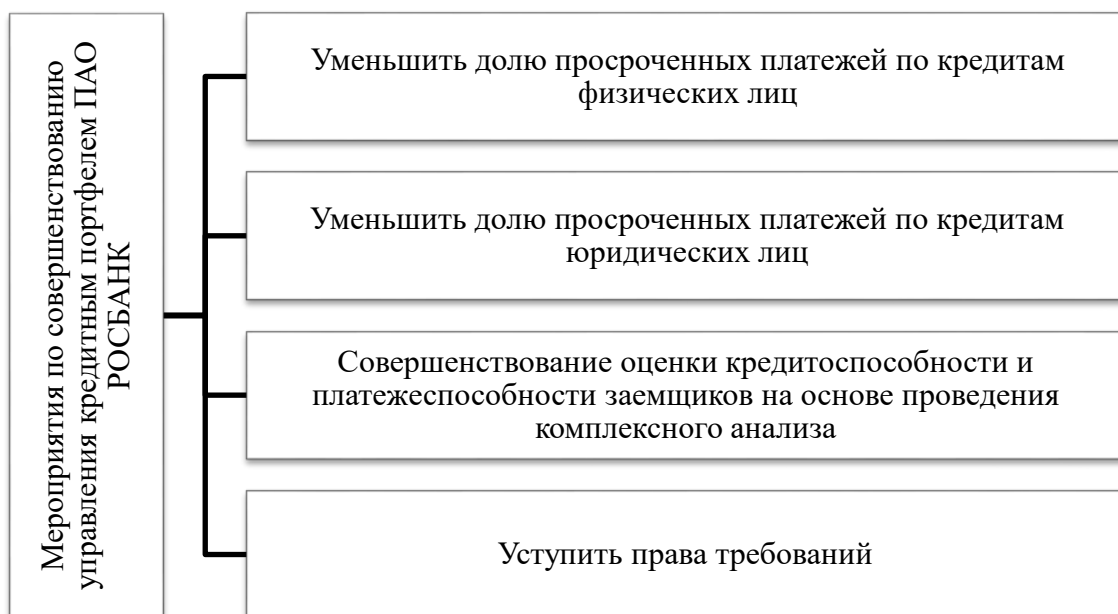 Мероприятия по совершенствованию
управления кредитным портфелем ПАО
РОСБАНК
Уменьшить долю просроченных платежей по кредитам
физических лиц
Уменьшить долю просроченных платежей по кредитам
юридических лиц
Совершенствование оценки кредитоспособности и
платежеспособности заемщиков на основе проведения
комплексного анализа
Уступить права требований